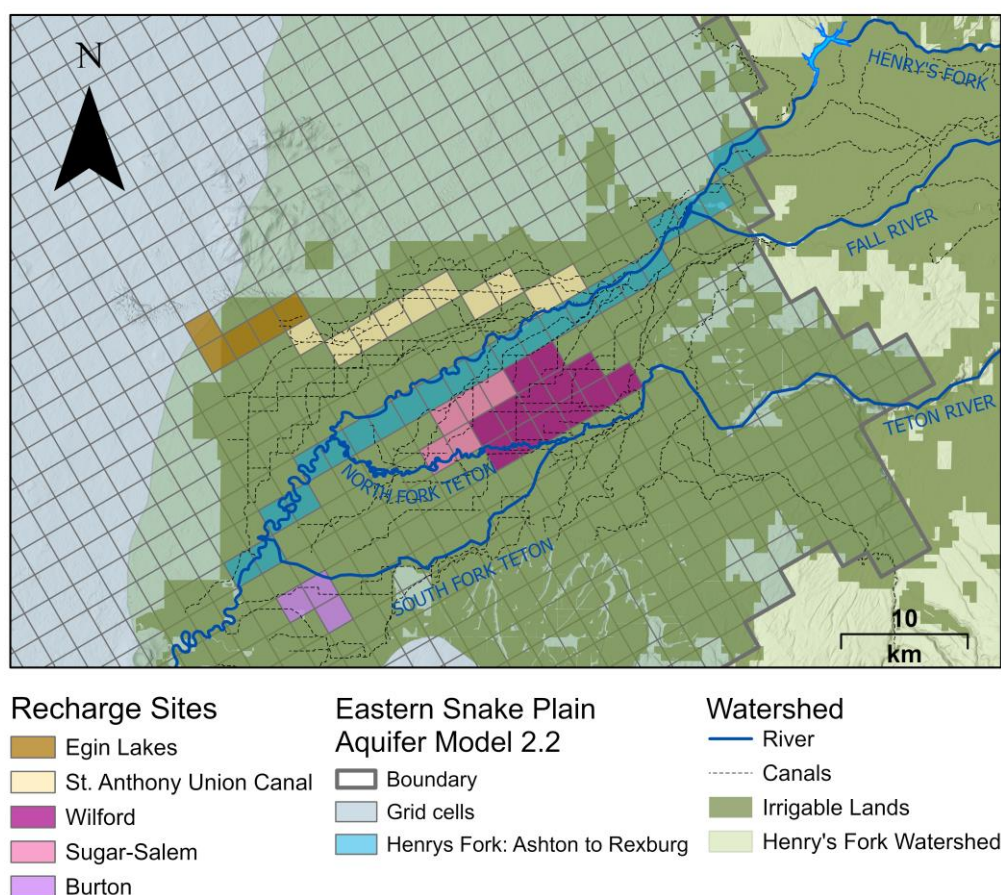 N
HENRY'S FORK
FALL RIVER
TETON RIVER
NORTH FORK TETON
SOUTH FORK TETON
10
km
Recharge Sites
Egin Lakes
St. Anthony Union Canal
Wilford
Sugar-Salem
Burton
Eastern Snake Plain
Aquifer Model 2.2
Boundary
Grid cells
Henrys Fork: Ashton to Rexburg
Watershed
River
Canals
Irrigable Lands
Henry's Fork Watershed